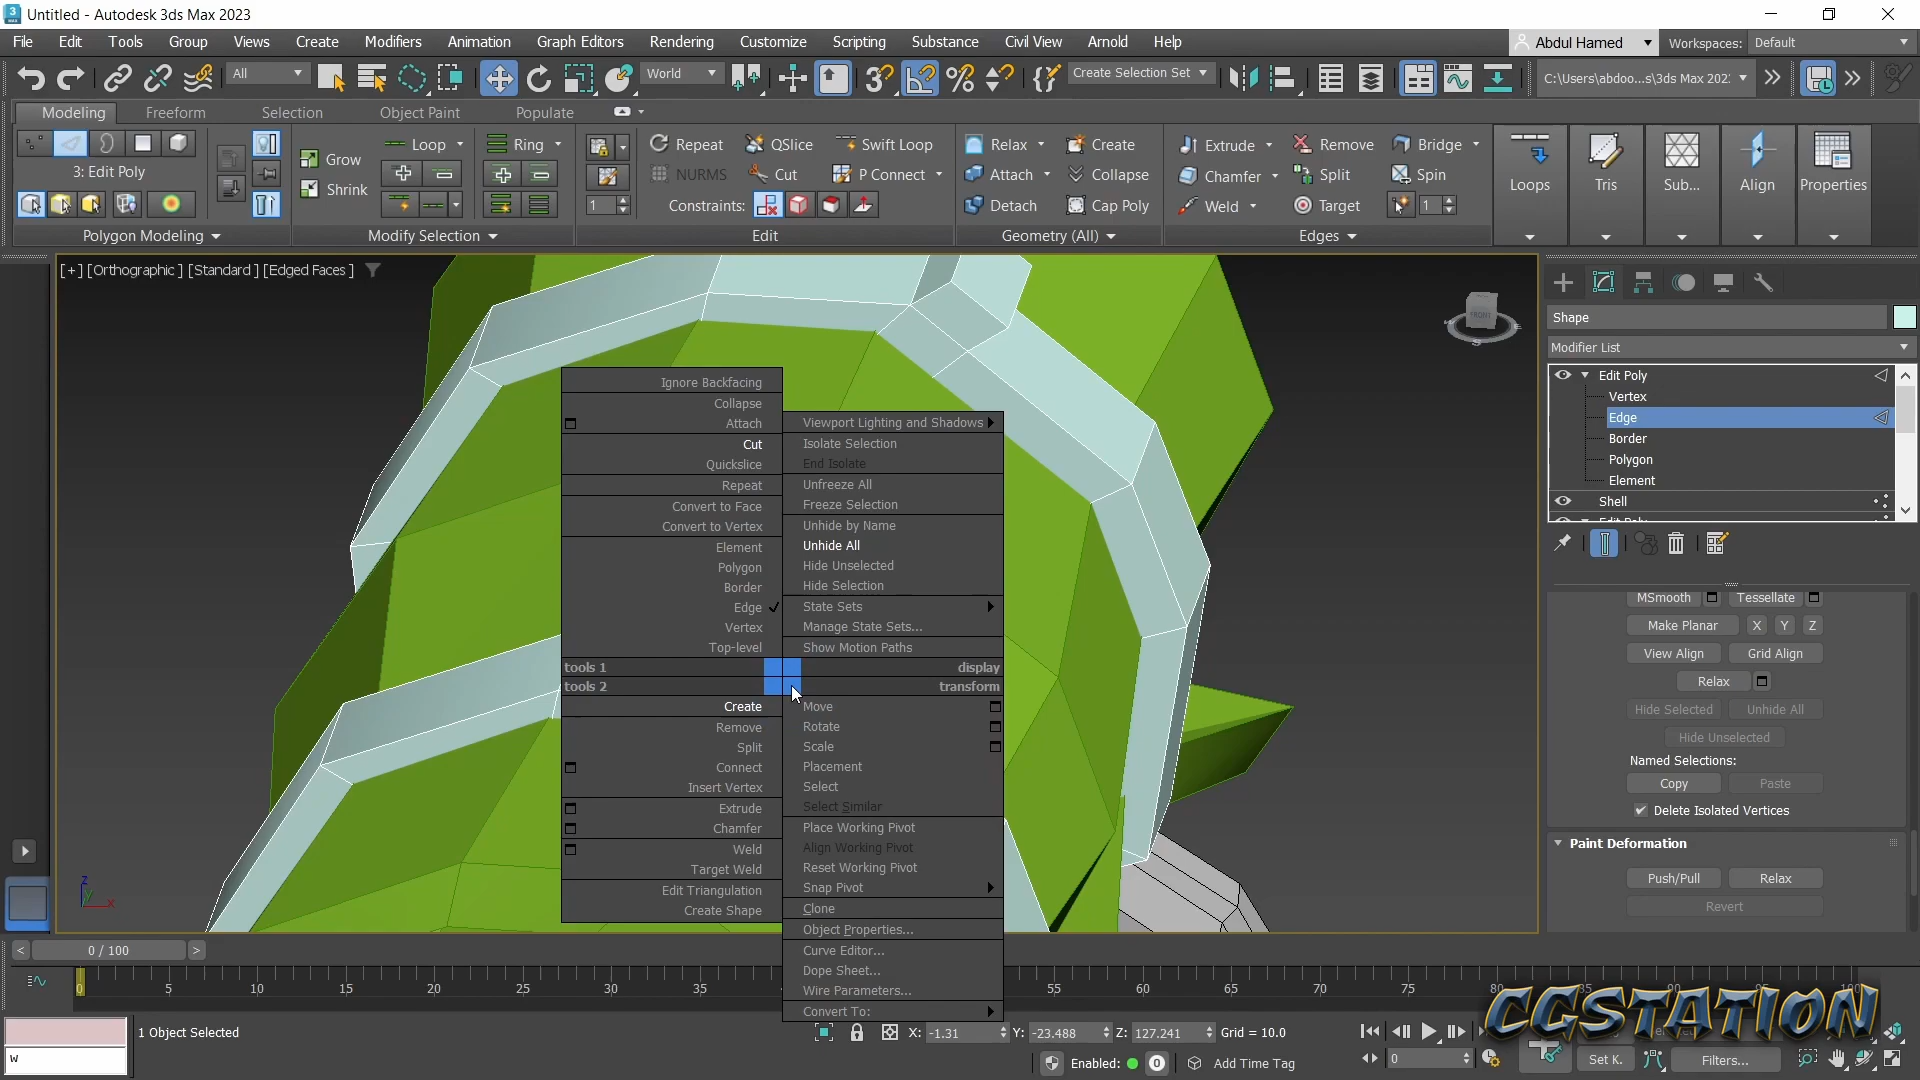 Untitled - Autodesk 3ds Max 2023
File Edit Tools Group Views Create Modifiers Animation Graph Editors Rendering Customize Scripting Substance Civil View Arnold Help
Abdul Hamed Workspaces: Default
All World Create Selection Set C:\Users\abdoo...s\3ds Max 202
Modeling Freeform Selection Object Paint Populate
Grow Loop Ring Repeat QSlice Swift Loop Relax Create Extrude Remove Bridge
3: Edit Poly
Shrink NURMS Cut P Connect Attach Collapse Chamfer Split Spin
Loops Tris Sub... Align Properties
1 Constraints: Detach Cap Poly Weld Target 1
Polygon Modeling Modify Selection Edit Geometry (All) Edges
[+] [Orthographic ] [Standard ] [Edged Faces ]
FRONT
S
Shape
Modifier List
Edit Poly
Vertex
Edge
Border
Polygon
Element
Shell
MSmooth Tessellate
Make Planar X Y Z
View Align Grid Align
Relax
Hide Selected Unhide All
Hide Unselected
Named Selections:
Copy Paste
Delete Isolated Vertices
Paint Deformation
Push/Pull Relax
Revert
Ignore Backfacing
Collapse
Attach
Cut
Quickslice
Repeat
Convert to Face
Convert to Vertex
Element
Polygon
Border
Edge
Vertex
Top-level
tools 1
tools 2
Create
Remove
Split
Connect
Insert Vertex
Extrude
Chamfer
Weld
Target Weld
Edit Triangulation
Create Shape
Viewport Lighting and Shadows
Isolate Selection
End Isolate
Unfreeze All
Freeze Selection
Unhide by Name
Unhide All
Hide Unselected
Hide Selection
State Sets
Manage State Sets...
Show Motion Paths
display
transform
Move
Rotate
Scale
Placement
Select
Select Similar
Place Working Pivot
Align Working Pivot
Reset Working Pivot
Snap Pivot
Clone
Object Properties...
Curve Editor...
Dope Sheet...
Wire Parameters...
Convert To:
z
y
x
< 0 / 100 >
0 5 10 15 20 25 30 35 55 60 65 70 75 80 85 90 95 100
CGSTATION
1 Object Selected X: -1.31 Y: -23.488 Z: 127.241 Grid = 10.0
w
Enabled: 0 Add Time Tag 0 Set K. Filters...